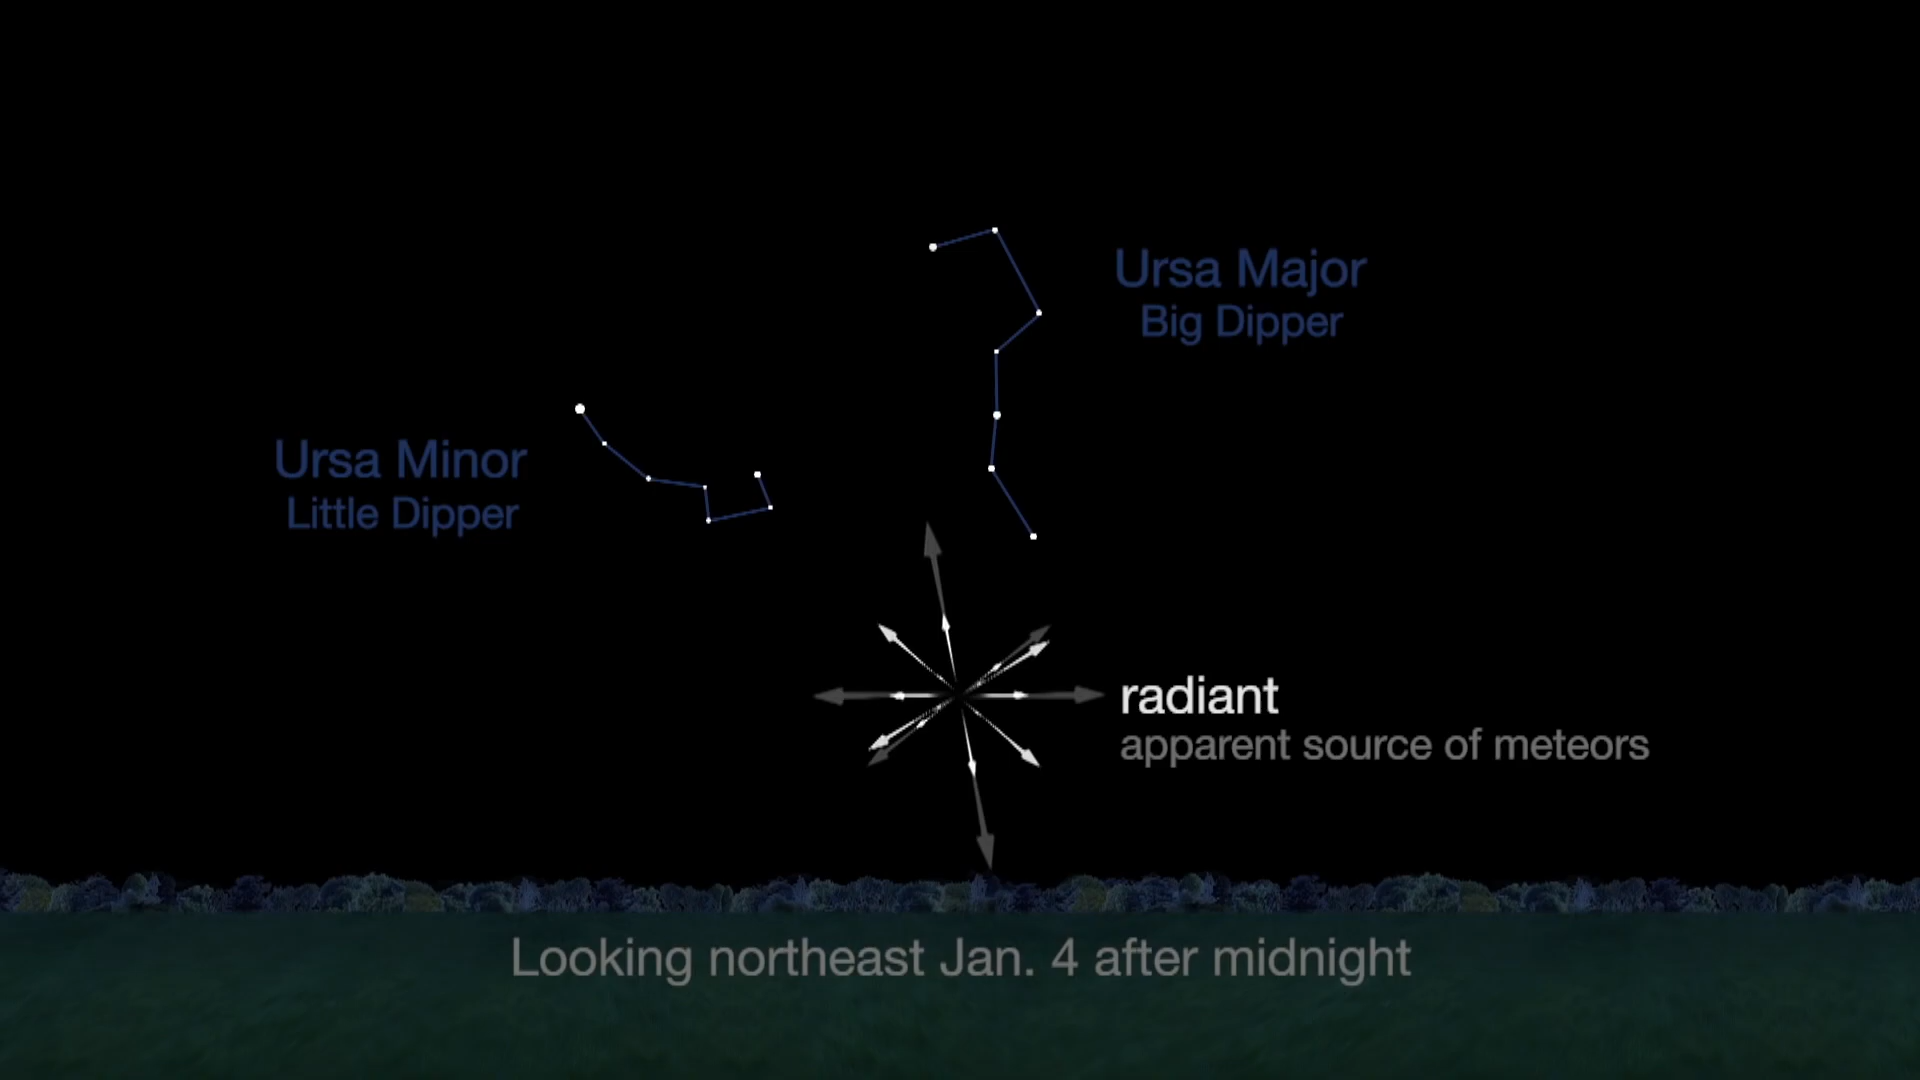 Ursa Major
Big Dipper
Ursa Minor
Little Dipper
radiant
apparent source of meteors
Looking northeast Jan. 4 after midnight